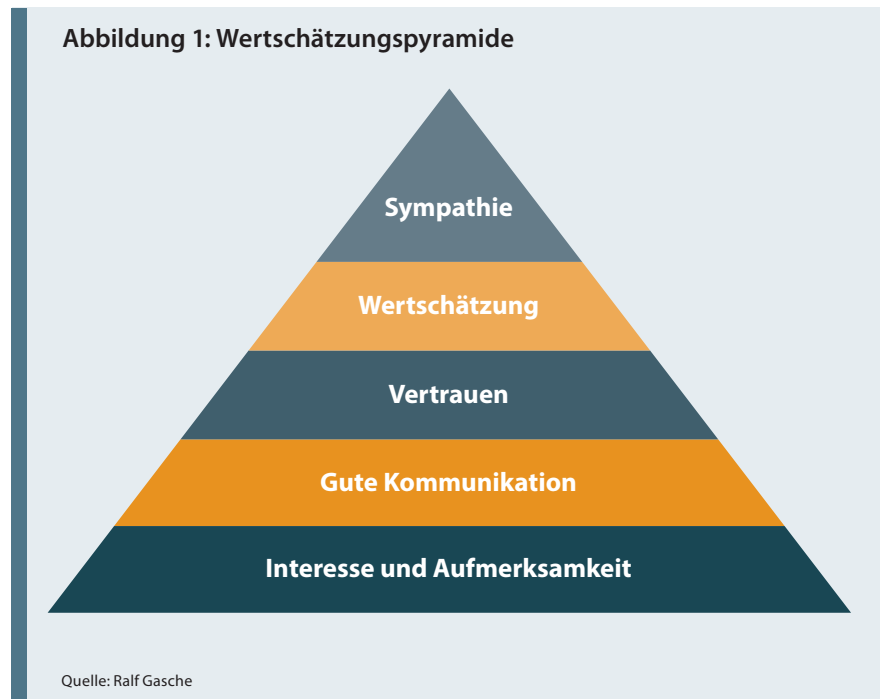 Abbildung 1: Wertschätzungspyramide
Sympathie
Wertschätzung
Vertrauen
Gute Kommunikation
Interesse und Aufmerksamkeit
Quelle: Ralf Gasche